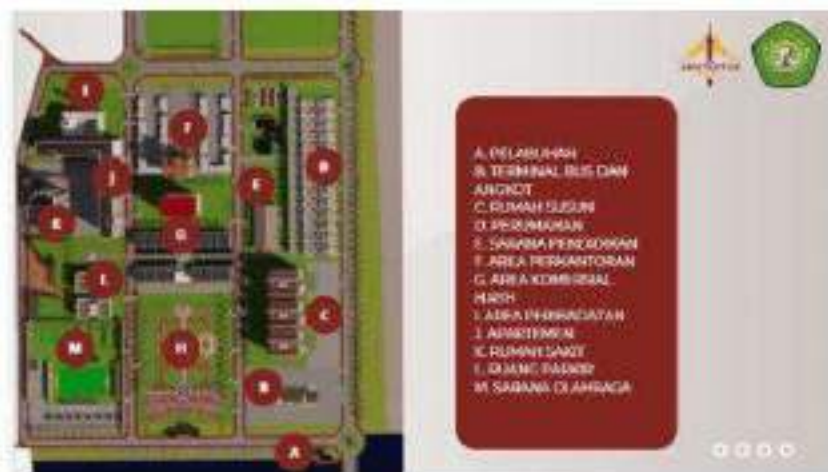 I
F
J
E
D
K
G
L
C
M
H
B
A
A. PELABUHAN
B. TERMINAL BUS DAN
ANGKOT
C. RUMAH SUSUN
D. PERUMAHAN
E. SARANA PENDIDIKAN
F. AREA PERKANTORAN
G. AREA KOMERSIAL
I. AREA PERIBADATAN
J. APARTEMEN
K. RUMAH SAKIT
L. RUANG PARKIR
M. SARANA OLAHRAGA